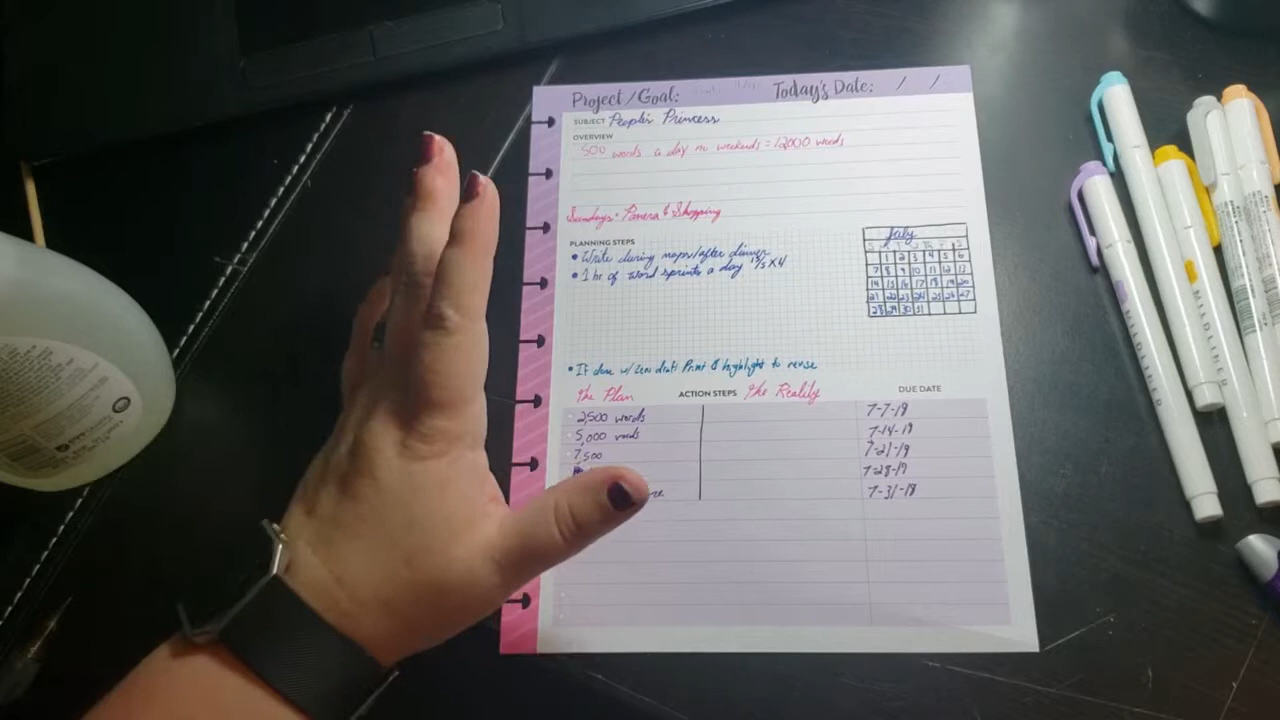 Project/Goal: Today's Date: / /
SUBJECT People's Princess
OVERVIEW
500 words a day no weekends = 12,000 words
Sundays: Panera & Shopping
July
PLANNING STEPS
• Write during naps/after dinner
• 1 hr of word sprints a day 15 x 4
1 2 3 4 5 6
7 8 9 10 11 12 13
14 15 16 17 18 19 20
21 22 23 24 25 26 27
28 29 30 31
• If done w/ zero draft: Print & highlight to revise
the Plan ACTION STEPS the Reality DUE DATE
2,500 words 7-7-19
5,000 words 7-14-19
7,500 7-21-19
7-28-19
7-31-19
MILDLINER
MILDLINER